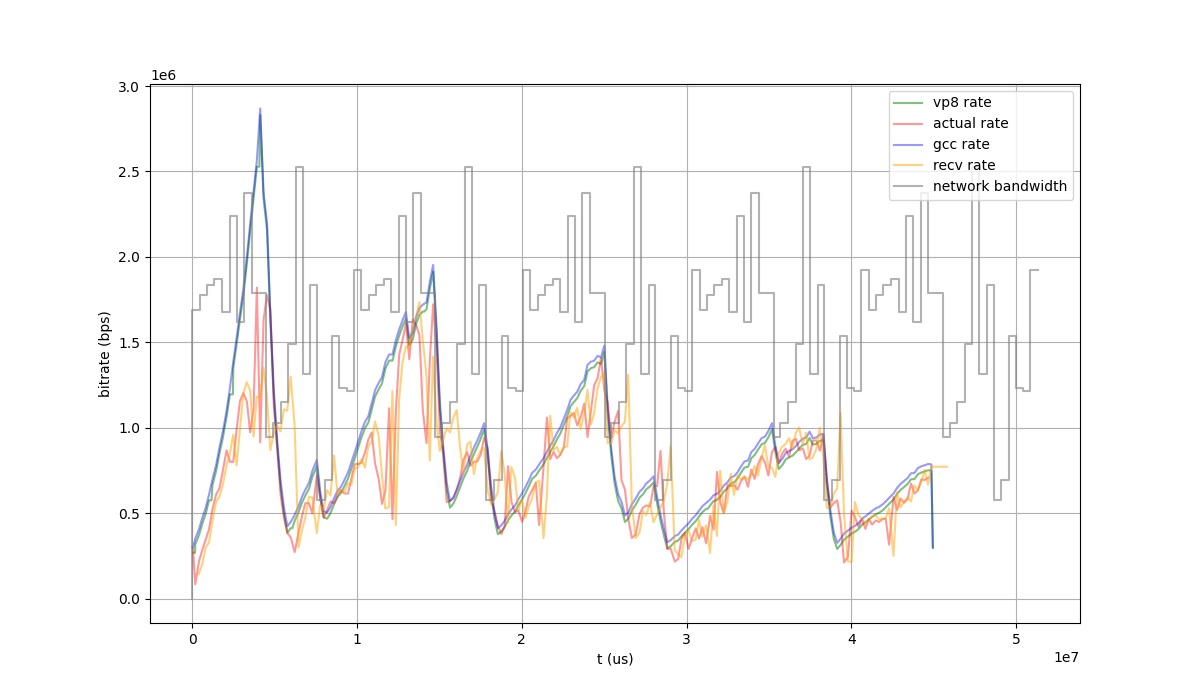 1e6
3.0
2.5
2.0
1.5
1.0
0.5
0.0
bitrate (bps)
vp8 rate
actual rate
gcc rate
recv rate
network bandwidth
0 1 2 3 4 5
t (us)
1e7